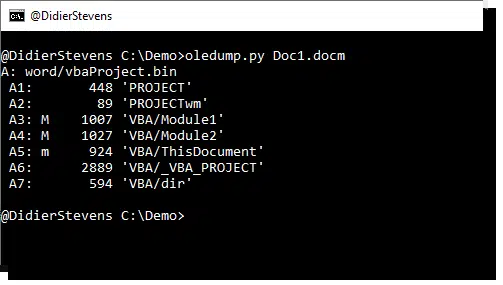 @DidierStevens
@DidierStevens C:\Demo>oledump.py Doc1.docm
A: word/vbaProject.bin
 A1:       448 'PROJECT'
 A2:        89 'PROJECTwm'
 A3: M    1007 'VBA/Module1'
 A4: M    1027 'VBA/Module2'
 A5: m     924 'VBA/ThisDocument'
 A6:      2889 'VBA/_VBA_PROJECT'
 A7:       594 'VBA/dir'
@DidierStevens C:\Demo>